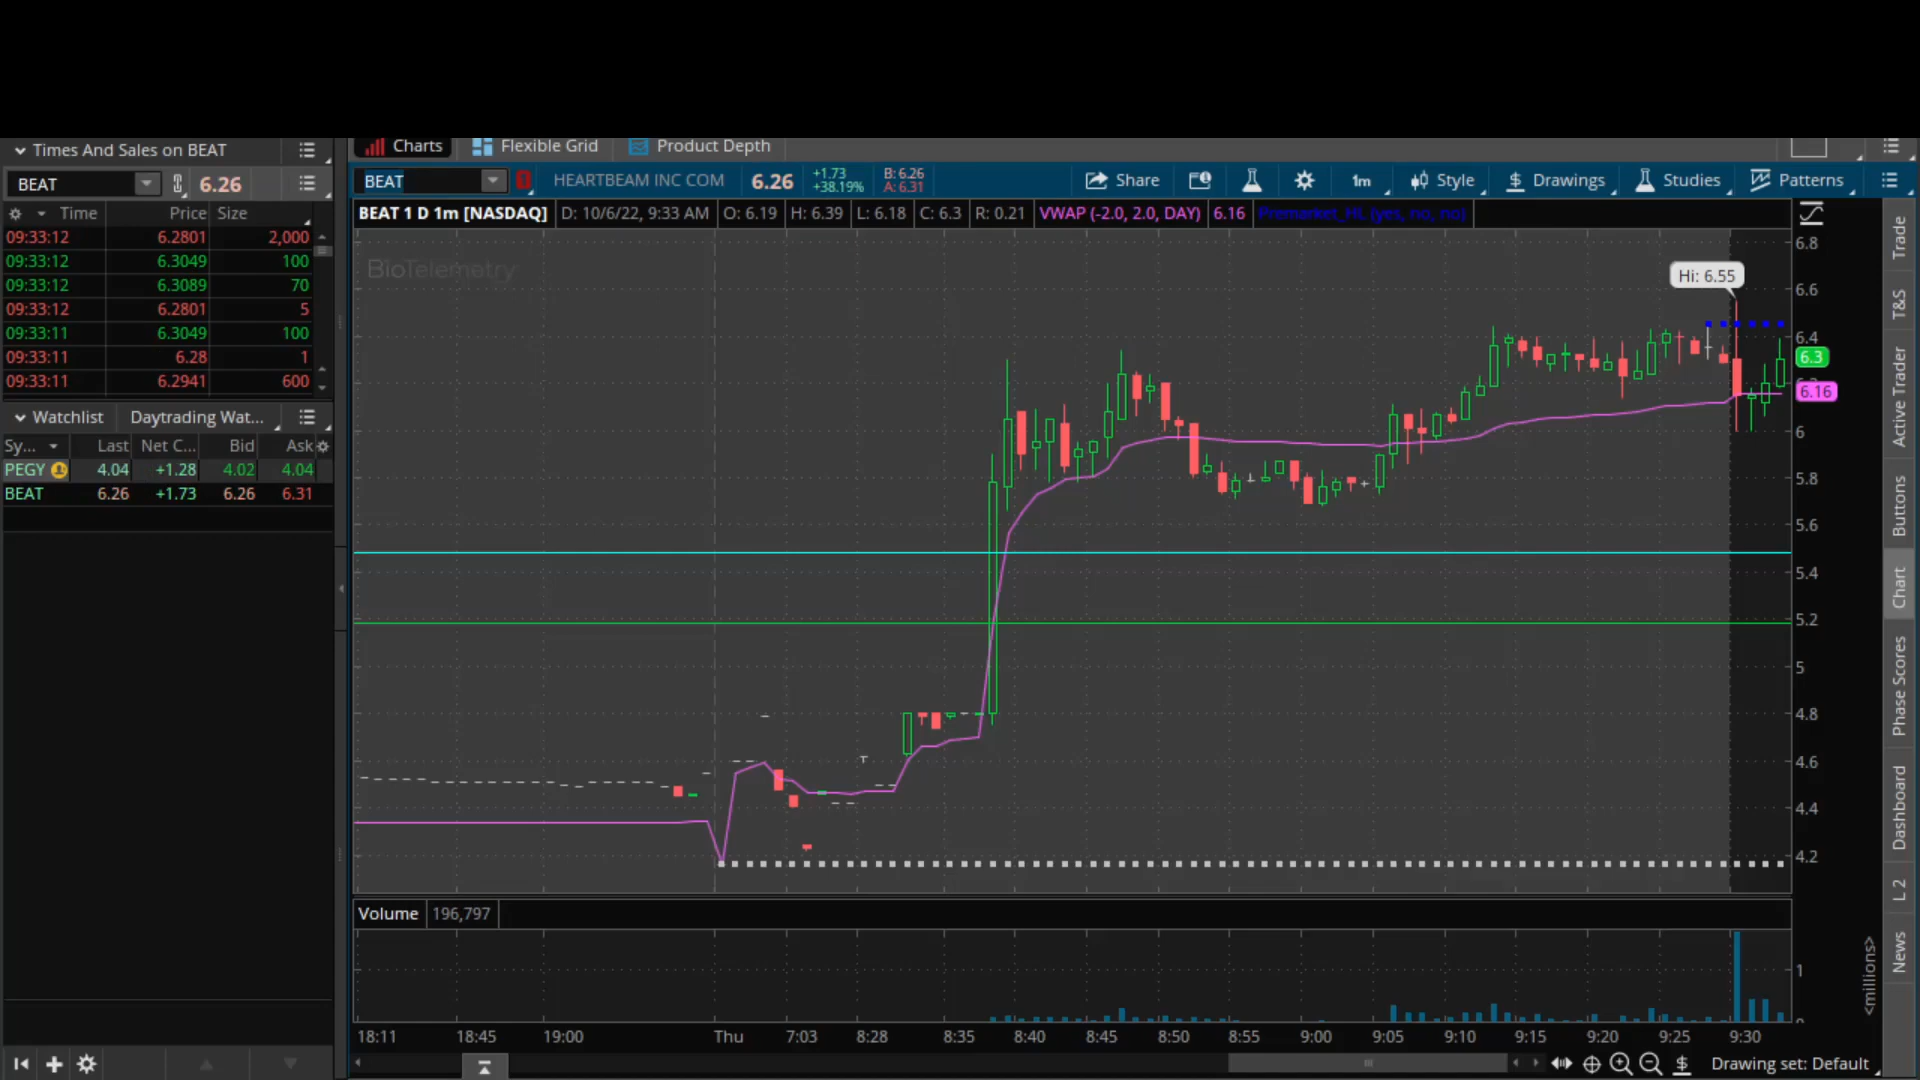 Times And Sales on BEAT
BEAT 6.26
Time Price Size
09:33:12 6.2801 2,000
09:33:12 6.3049 100
09:33:12 6.3089 70
09:33:12 6.2801 5
09:33:11 6.3049 100
09:33:11 6.28 1
09:33:11 6.2941 600
Watchlist Daytrading Wat...
Sy... Last Net C... Bid Ask
PEGY 4.04 +1.28 4.02 4.04
BEAT 6.26 +1.73 6.26 6.31
Charts Flexible Grid Product Depth
BEAT HEARTBEAM INC COM 6.26 +1.73 B: 6.26
+38.19% A: 6.31
Share 1m Style $ Drawings Studies Patterns
BEAT 1 D 1m [NASDAQ] D: 10/6/22, 9:33 AM O: 6.19 H: 6.39 L: 6.18 C: 6.3 R: 0.21 VWAP (-2.0, 2.0, DAY) 6.16 Premarket_HL (yes, no, no)
BioTelemetry
Hi: 6.55
6.8
6.6
6.4
6.3
6.16
6
5.8
5.6
5.4
5.2
5
4.8
4.6
4.4
4.2
Volume 196,797
1
<millions>
18:11 18:45 19:00 Thu 7:03 8:28 8:35 8:40 8:45 8:50 8:55 9:00 9:05 9:10 9:15 9:20 9:25 9:30
$ Drawing set: Default
Trade
T&S
Active Trader
Buttons
Chart
Phase Scores
Dashboard
L 2
News